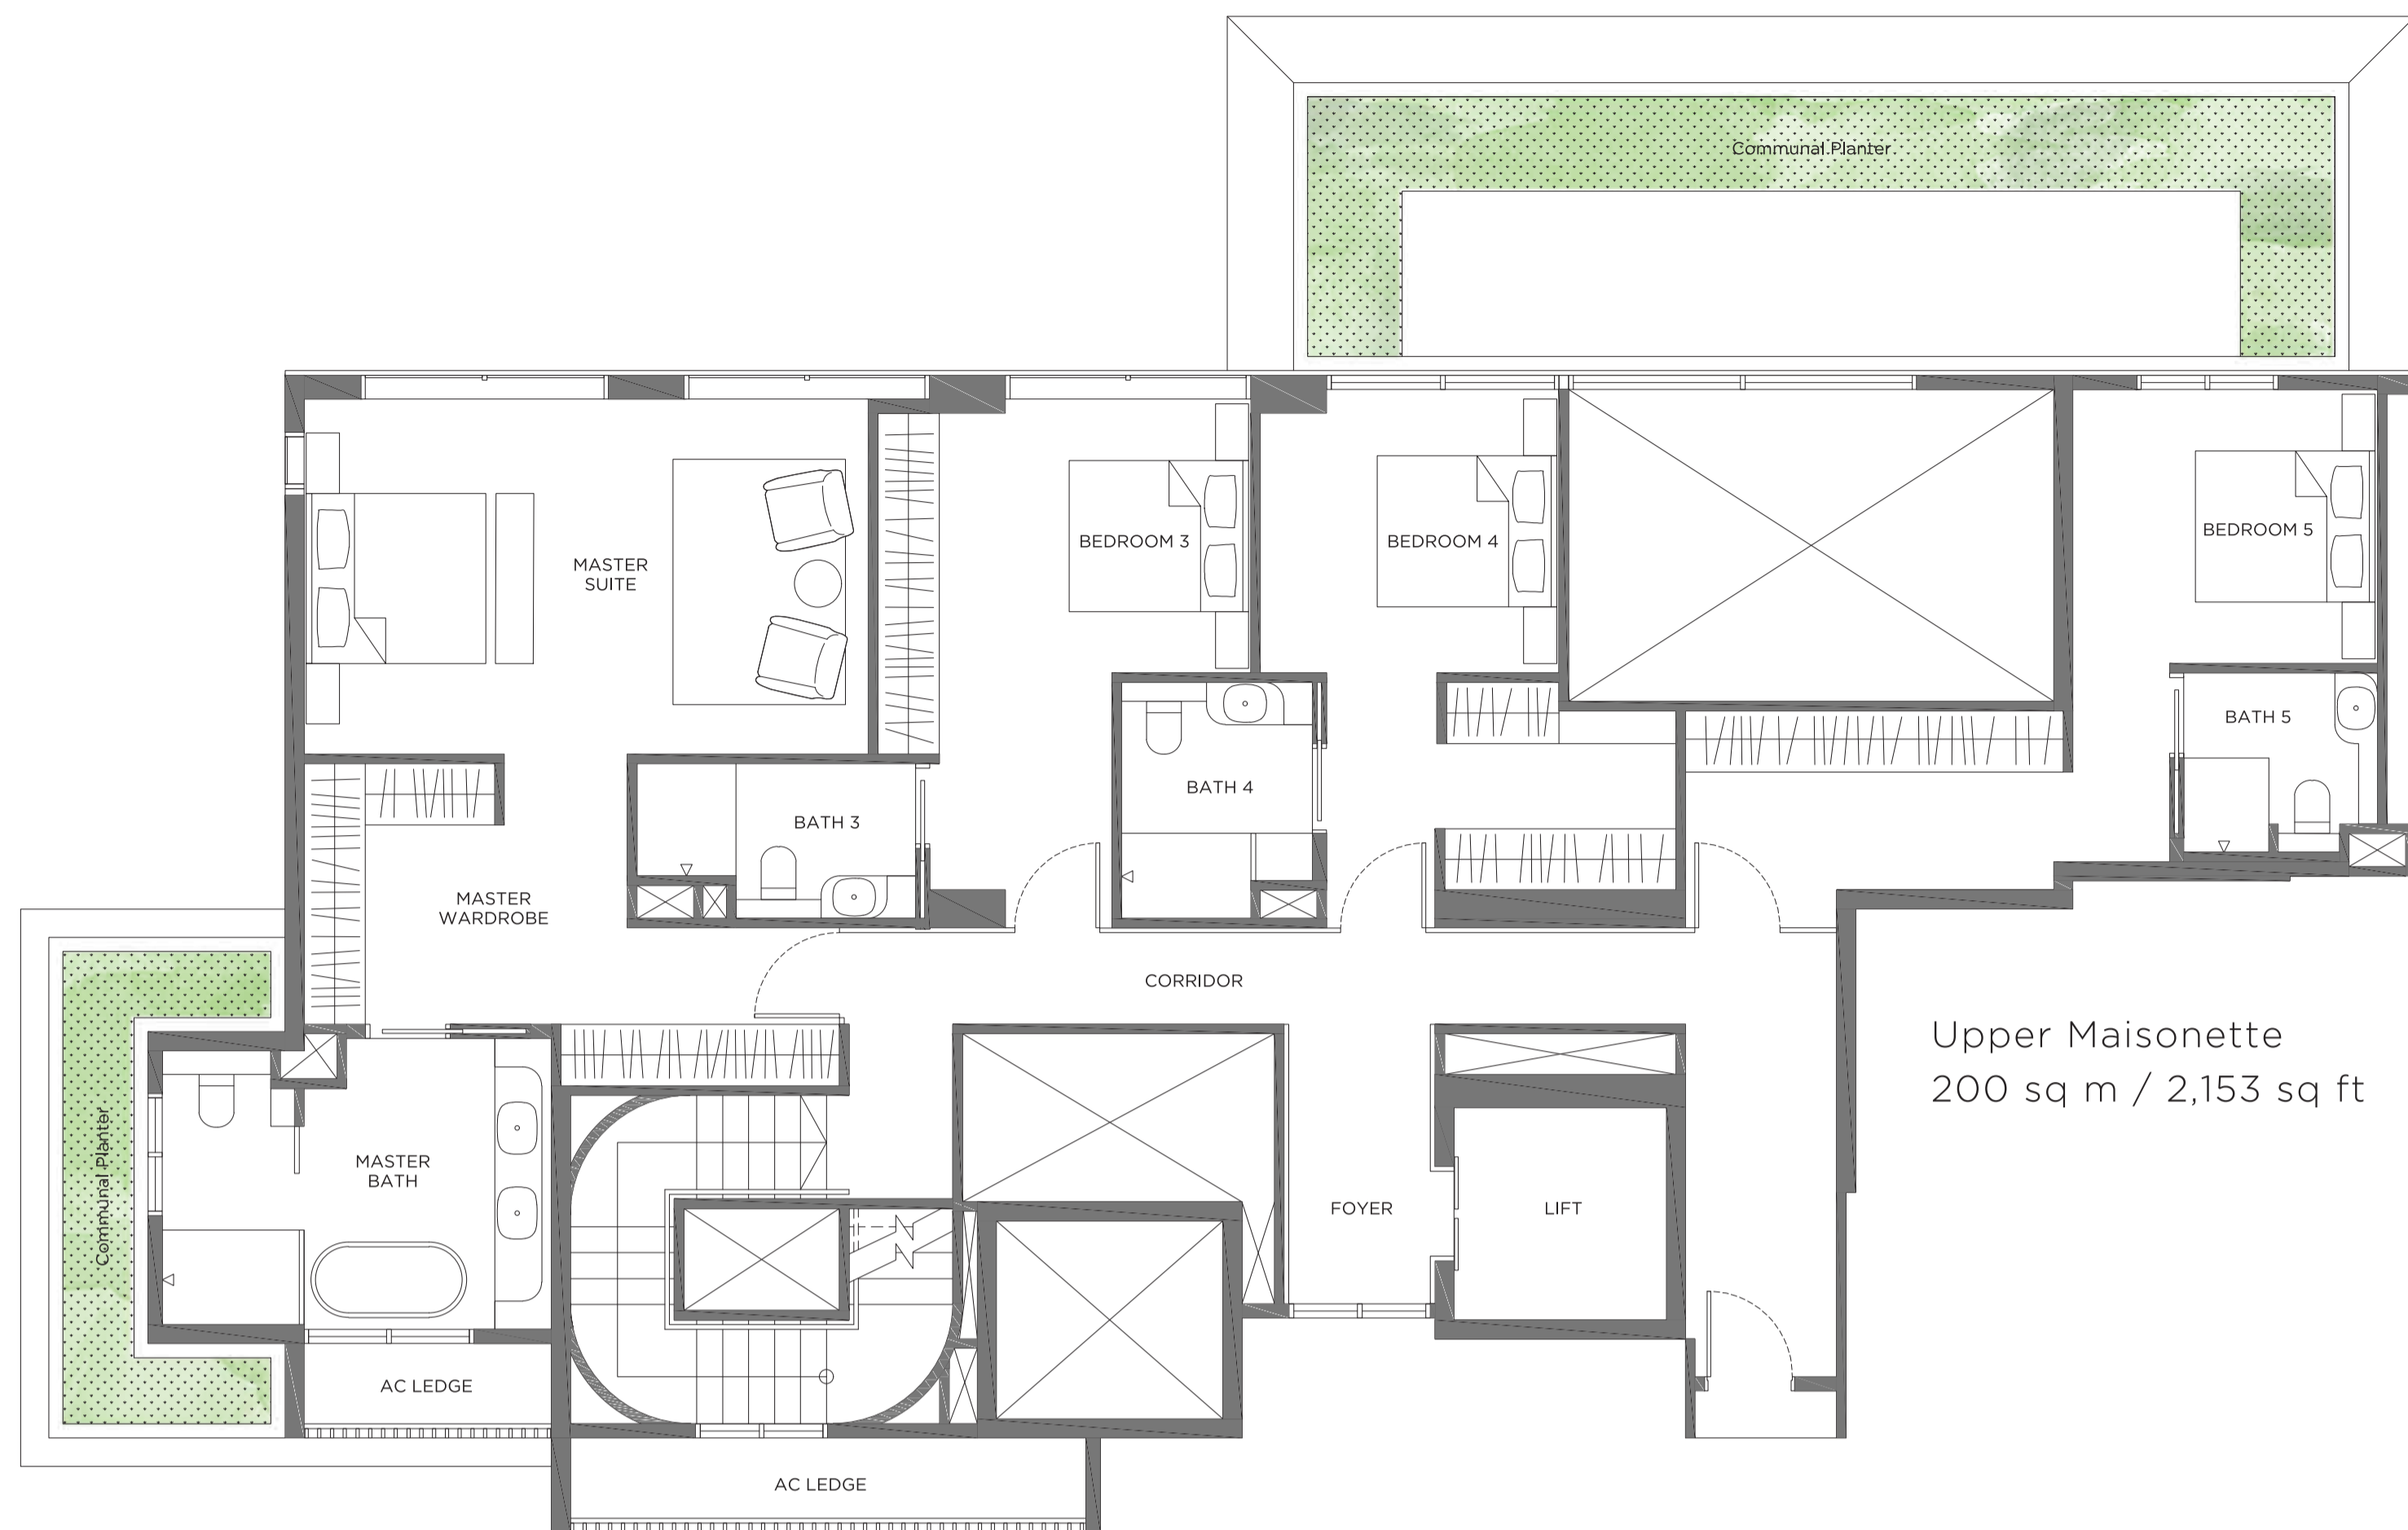 Communal Planter
BEDROOM 5
BEDROOM 3
BEDROOM 4
MASTER
SUITE
BATH 5
BATH 4
BATH 3
MASTER
WARDROBE
CORRIDOR
Upper Maisonette
200 sq m / 2,153 sq ft
Communal Planter
MASTER
BATH
FOYER
LIFT
AC LEDGE
AC LEDGE